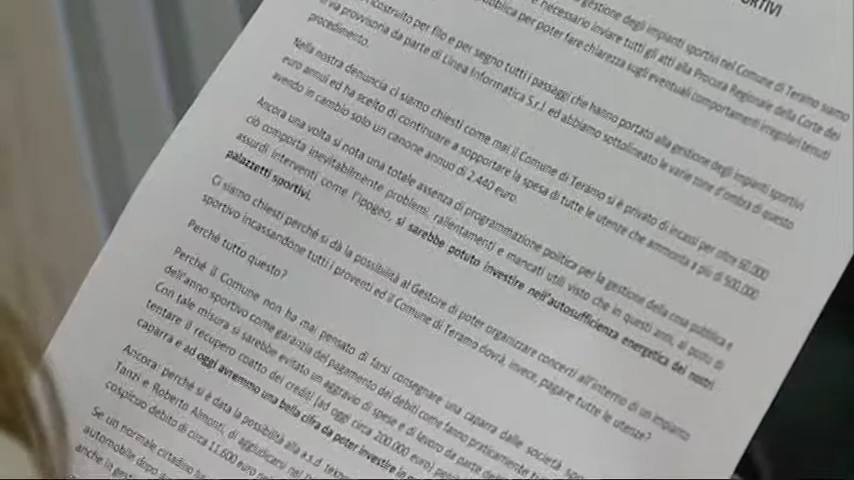 ORTIVI
gestione degli impianti sportivi nel Comune di Teramo siamo
è necessario inviare tutti gli atti alla Procura Regionale della Corte dei
pubblica per poter fare chiarezza sugli eventuali comportamenti irregolari tenuti
ricostruito per filo e per segno tutti i passaggi che hanno portato alla gestione degli impianti sportivi
via provvisoria da parte di Linea Informatica S.r.l. ed abbiamo sottolineato le varie zone d'ombra di questo
procedimento.
Nella nostra denuncia ci siamo chiesti come mai il Comune di Teramo si è privato di incassi per oltre 60.000
euro annui ed ha scelto di continuare a sopportare la spesa di tutte le utenze che ammonta a più di 500.000
avendo in cambio solo un canone annuo di 2.440 euro.
Ancora una volta si nota una totale assenza di programmazione politica per la gestione della cosa pubblica e
ciò comporta inevitabilmente problemi, rallentamenti e mancati utili visto che in questi anni, al posto di
assurdi interventi come l'ipogeo, si sarebbe potuto investire nell'autosufficienza energetica dei nostri
palazzetti sportivi.
Ci siamo chiesti perché si dà la possibilità al Gestore di poter organizzare concerti all'interno di un impianto
sportivo incassandone tutti i proventi ed il Comune di Teramo dovrà, invece, pagare tutte le utenze?
Perché tutto questo?
Perché il Comune non ha mai pensato di farsi consegnare una caparra dalle società
dell'anno sportivo come garanzia del pagamento dei debiti come fanno praticamente
Con tale misura si sarebbe evitato un aggravio di spese e di lavoro da parte
tentare il recupero coatto dei crediti (ad oggi circa 200.000 euro)
caparra e ad oggi avremmo una bella cifra da poter investire in
Ancora: perché si è data la possibilità alla a.s.d.
Tanzi e Roberto Almonti, di aggiudicarsi
cospicuo debito di circa 11.600 euro
Se un normale cittadino
automobile dopo
anche la